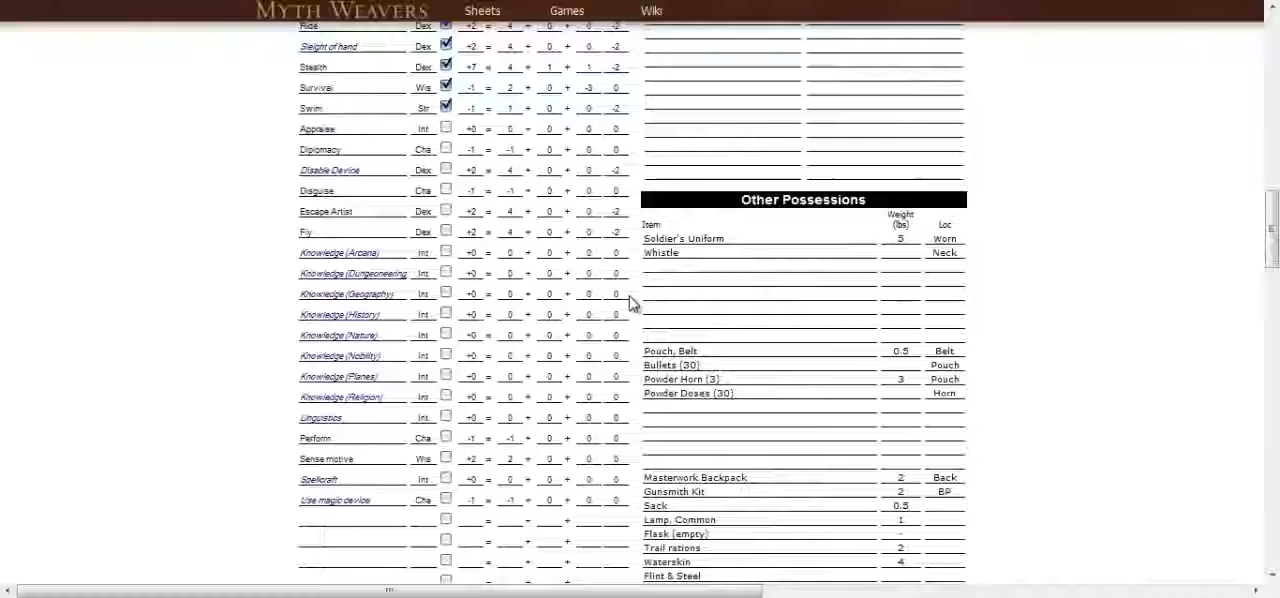 MYTH WEAVERS Sheets Games Wiki
Ride Dex +2 = 4 + 0 + 0 -2
Sleight of hand Dex +2 = 4 + 0 + 0 -2
Stealth Dex +7 = 4 + 1 + 1 -2
Survival Wis -1 = 2 + 0 + -3 0
Swim Str -1 = 1 + 0 + 0 -2
Appraise Int +0 = 0 + 0 + 0 0
Diplomacy Cha -1 = -1 + 0 + 0 0
Disable Device Dex +2 = 4 + 0 + 0 -2
Disguise Cha -1 = -1 + 0 + 0 0
Escape Artist Dex +2 = 4 + 0 + 0 -2
Fly Dex +2 = 4 + 0 + 0 -2
Knowledge (Arcana) Int +0 = 0 + 0 + 0 0
Knowledge (Dungeoneering Int +0 = 0 + 0 + 0 0
Knowledge (Geography) Int +0 = 0 + 0 + 0 0
Knowledge (History) Int +0 = 0 + 0 + 0 0
Knowledge (Nature) Int +0 = 0 + 0 + 0 0
Knowledge (Nobility) Int +0 = 0 + 0 + 0 0
Knowledge (Planes) Int +0 = 0 + 0 + 0 0
Knowledge (Religion) Int +0 = 0 + 0 + 0 0
Linguistics Int +0 = 0 + 0 + 0 0
Perform Cha -1 = -1 + 0 + 0 0
Sense motive Wis +2 = 2 + 0 + 0 0
Spellcraft Int +0 = 0 + 0 + 0 0
Use magic device Cha -1 = -1 + 0 + 0 0
= + +
= + +
= + +
= + +
Other Possessions
Item Weight (lbs) Loc
Soldier's Uniform 5 Worn
Whistle Neck
Pouch, Belt 0.5 Belt
Bullets (30) Pouch
Powder Horn (3) 3 Pouch
Powder Doses (30) Horn
Masterwork Backpack 2 Back
Gunsmith Kit 2 BP
Sack 0.5
Lamp, Common 1
Flask (empty) -
Trail rations 2
Waterskin 4
Flint & Steel